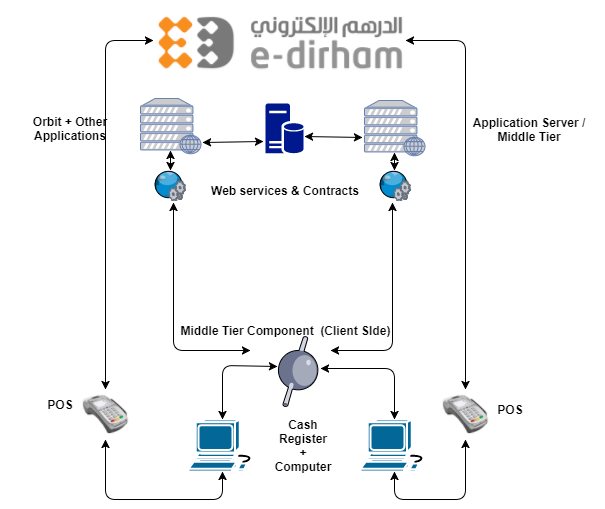 الدرهم الإلكتروني
e-dirham
Orbit + Other
Applications
Application Server /
Middle Tier
Web services & Contracts
Middle Tier Component (Client SIde)
POS
POS
Cash
Register
+
Computer